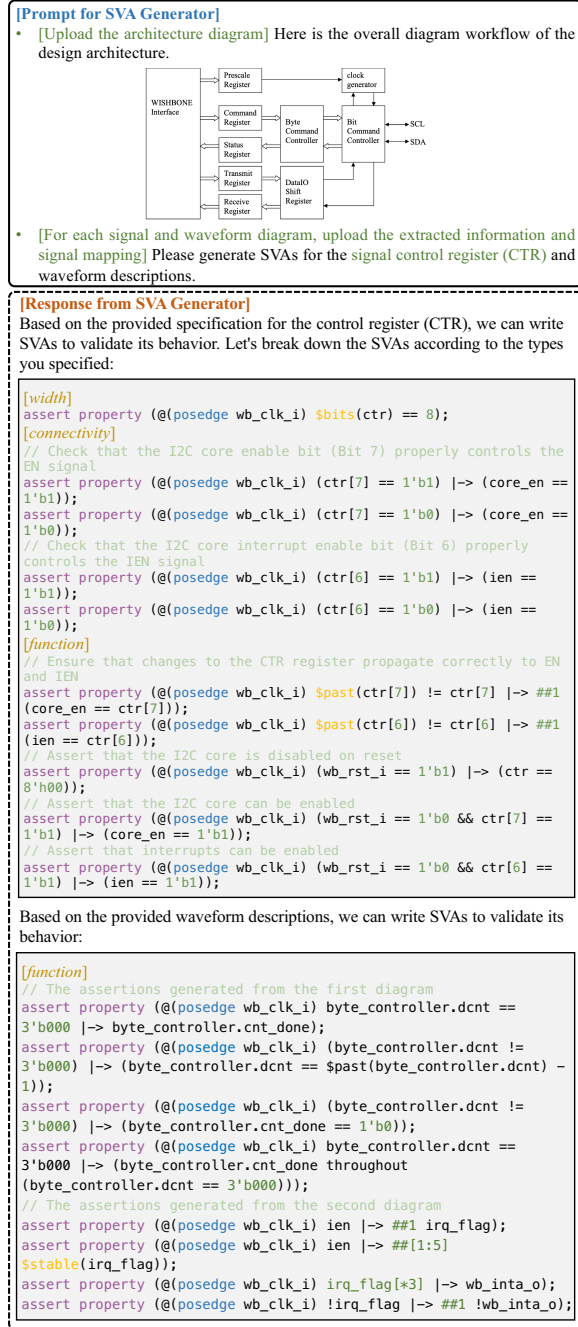 [Prompt for SVA Generator]
• [Upload the architecture diagram] Here is the overall diagram workflow of the
design architecture.
WISHBONE
Interface
Prescale
Register
clock
generator
Command
Register
Byte
Command
Controller
Bit
Command
Controller
SCL
SDA
Status
Register
Transmit
Register
DataIO
Shift
Register
Receive
Register
• [For each signal and waveform diagram, upload the extracted information and
signal mapping] Please generate SVAs for the signal control register (CTR) and
waveform descriptions.
[Response from SVA Generator]
Based on the provided specification for the control register (CTR), we can write
SVAs to validate its behavior. Let's break down the SVAs according to the types
you specified:
[width]
assert property (@(posedge wb_clk_i) $bits(ctr) == 8);
[connectivity]
// Check that the I2C core enable bit (Bit 7) properly controls the
EN signal
assert property (@(posedge wb_clk_i) (ctr[7] == 1'b1) |-> (core_en ==
1'b1));
assert property (@(posedge wb_clk_i) (ctr[7] == 1'b0) |-> (core_en ==
1'b0));
// Check that the I2C core interrupt enable bit (Bit 6) properly
controls the IEN signal
assert property (@(posedge wb_clk_i) (ctr[6] == 1'b1) |-> (ien ==
1'b1));
assert property (@(posedge wb_clk_i) (ctr[6] == 1'b0) |-> (ien ==
1'b0));
[function]
// Ensure that changes to the CTR register propagate correctly to EN
and IEN
assert property (@(posedge wb_clk_i) $past(ctr[7]) != ctr[7] |-> ##1
(core_en == ctr[7]));
assert property (@(posedge wb_clk_i) $past(ctr[6]) != ctr[6] |-> ##1
(ien == ctr[6]));
// Assert that the I2C core is disabled on reset
assert property (@(posedge wb_clk_i) (wb_rst_i == 1'b1) |-> (ctr ==
8'h00));
// Assert that the I2C core can be enabled
assert property (@(posedge wb_clk_i) (wb_rst_i == 1'b0 && ctr[7] ==
1'b1) |-> (core_en == 1'b1));
// Assert that interrupts can be enabled
assert property (@(posedge wb_clk_i) (wb_rst_i == 1'b0 && ctr[6] ==
1'b1) |-> (ien == 1'b1));
Based on the provided waveform descriptions, we can write SVAs to validate its
behavior:
[function]
// The assertions generated from the first diagram
assert property (@(posedge wb_clk_i) byte_controller.dcnt ==
3'b000 |-> byte_controller.cnt_done);
assert property (@(posedge wb_clk_i) (byte_controller.dcnt !=
3'b000) |-> (byte_controller.dcnt == $past(byte_controller.dcnt) –
1));
assert property (@(posedge wb_clk_i) (byte_controller.dcnt !=
3'b000) |-> (byte_controller.cnt_done == 1'b0));
assert property (@(posedge wb_clk_i) byte_controller.dcnt ==
3'b000 |-> (byte_controller.cnt_done throughout
(byte_controller.dcnt == 3'b000)));
// The assertions generated from the second diagram
assert property (@(posedge wb_clk_i) ien |-> ##1 irq_flag);
assert property (@(posedge wb_clk_i) ien |-> ##[1:5]
$stable(irq_flag));
assert property (@(posedge wb_clk_i) irq_flag[*3] |-> wb_inta_o);
assert property (@(posedge wb_clk_i) !irq_flag |-> ##1 !wb_inta_o);